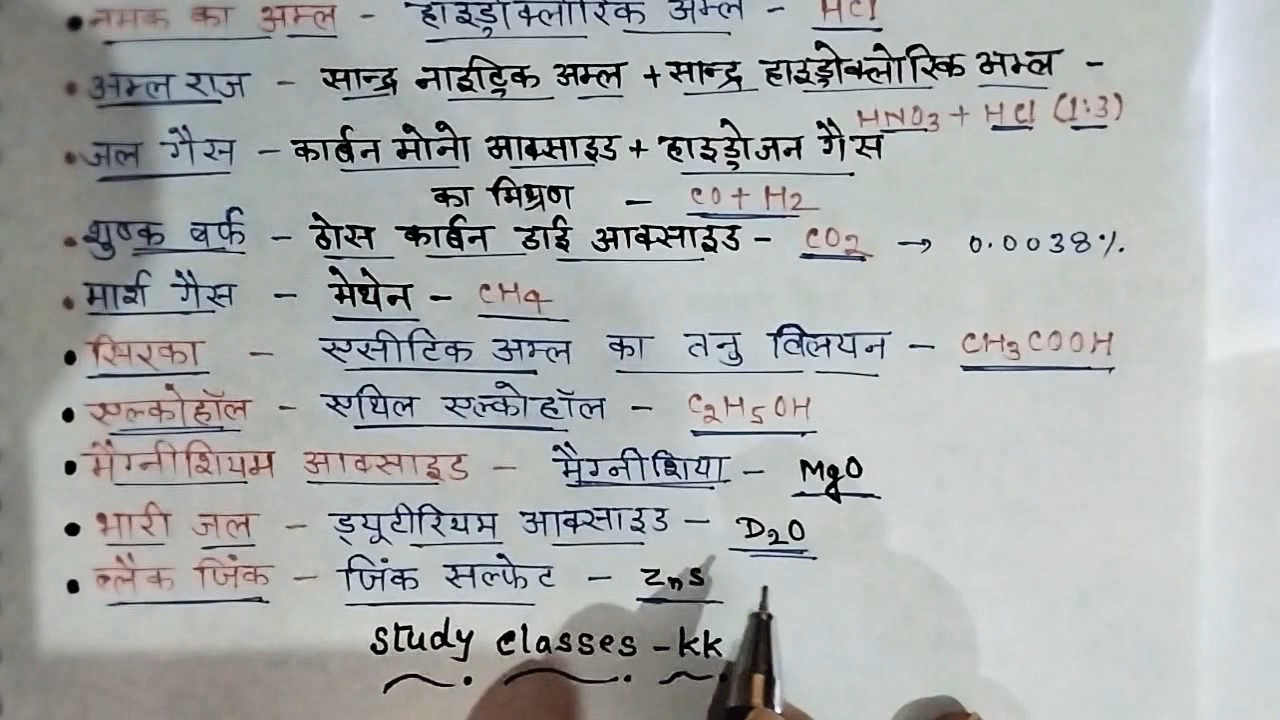 • नमक का अम्ल - हाइड्रोक्लोरिक अम्ल - HCl
• अम्ल राज - सान्द्र नाइट्रिक अम्ल + सान्द्र हाइड्रोक्लोरिक अम्ल -
HNO3 + HCl (1:3)
• जल गैस - कार्बन मोनो आक्साइड + हाइड्रोजन गैस
का मिश्रण - CO + H2
• शुष्क बर्फ - ठोस कार्बन डाई आक्साइड - CO2 → 0.0038%
• मार्श गैस - मेथेन - CH4
• सिरका - एसीटिक अम्ल का तनु विलयन - CH3COOH
• एल्कोहॉल - एथिल एल्कोहॉल - C2H5OH
• मैग्नीशियम आक्साइड - मैग्नीशिया - MgO
• भारी जल - ड्यूटीरियम आक्साइड - D2O
• ब्लैक जिंक - जिंक सल्फेट - ZnS
study classes - kk